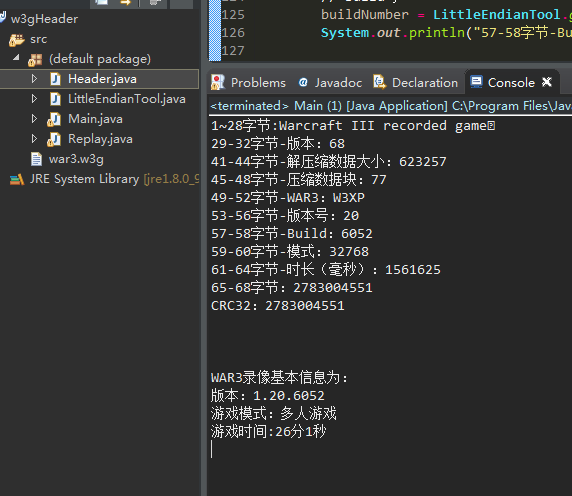 w3gHeader
src
(default package)
Header.java
LittleEndianTool.java
Main.java
Replay.java
war3.w3g
JRE System Library [jre1.8.0_9
125
buildNumber = LittleEndianTool.g
126
System.out.println("57-58字节-Bu
127
Problems @ Javadoc Declaration Console
<terminated> Main (1) [Java Application] C:\Program Files\Java
1~28字节:Warcraft III recorded game
29-32字节-版本：68
41-44字节-解压缩数据大小：623257
45-48字节-压缩数据块：77
49-52字节-WAR3：W3XP
53-56字节-版本号：20
57-58字节-Build：6052
59-60字节-模式：32768
61-64字节-时长（毫秒）：1561625
65-68字节：2783004551
CRC32：2783004551
WAR3录像基本信息为：
版本：1.20.6052
游戏模式：多人游戏
游戏时间:26分1秒